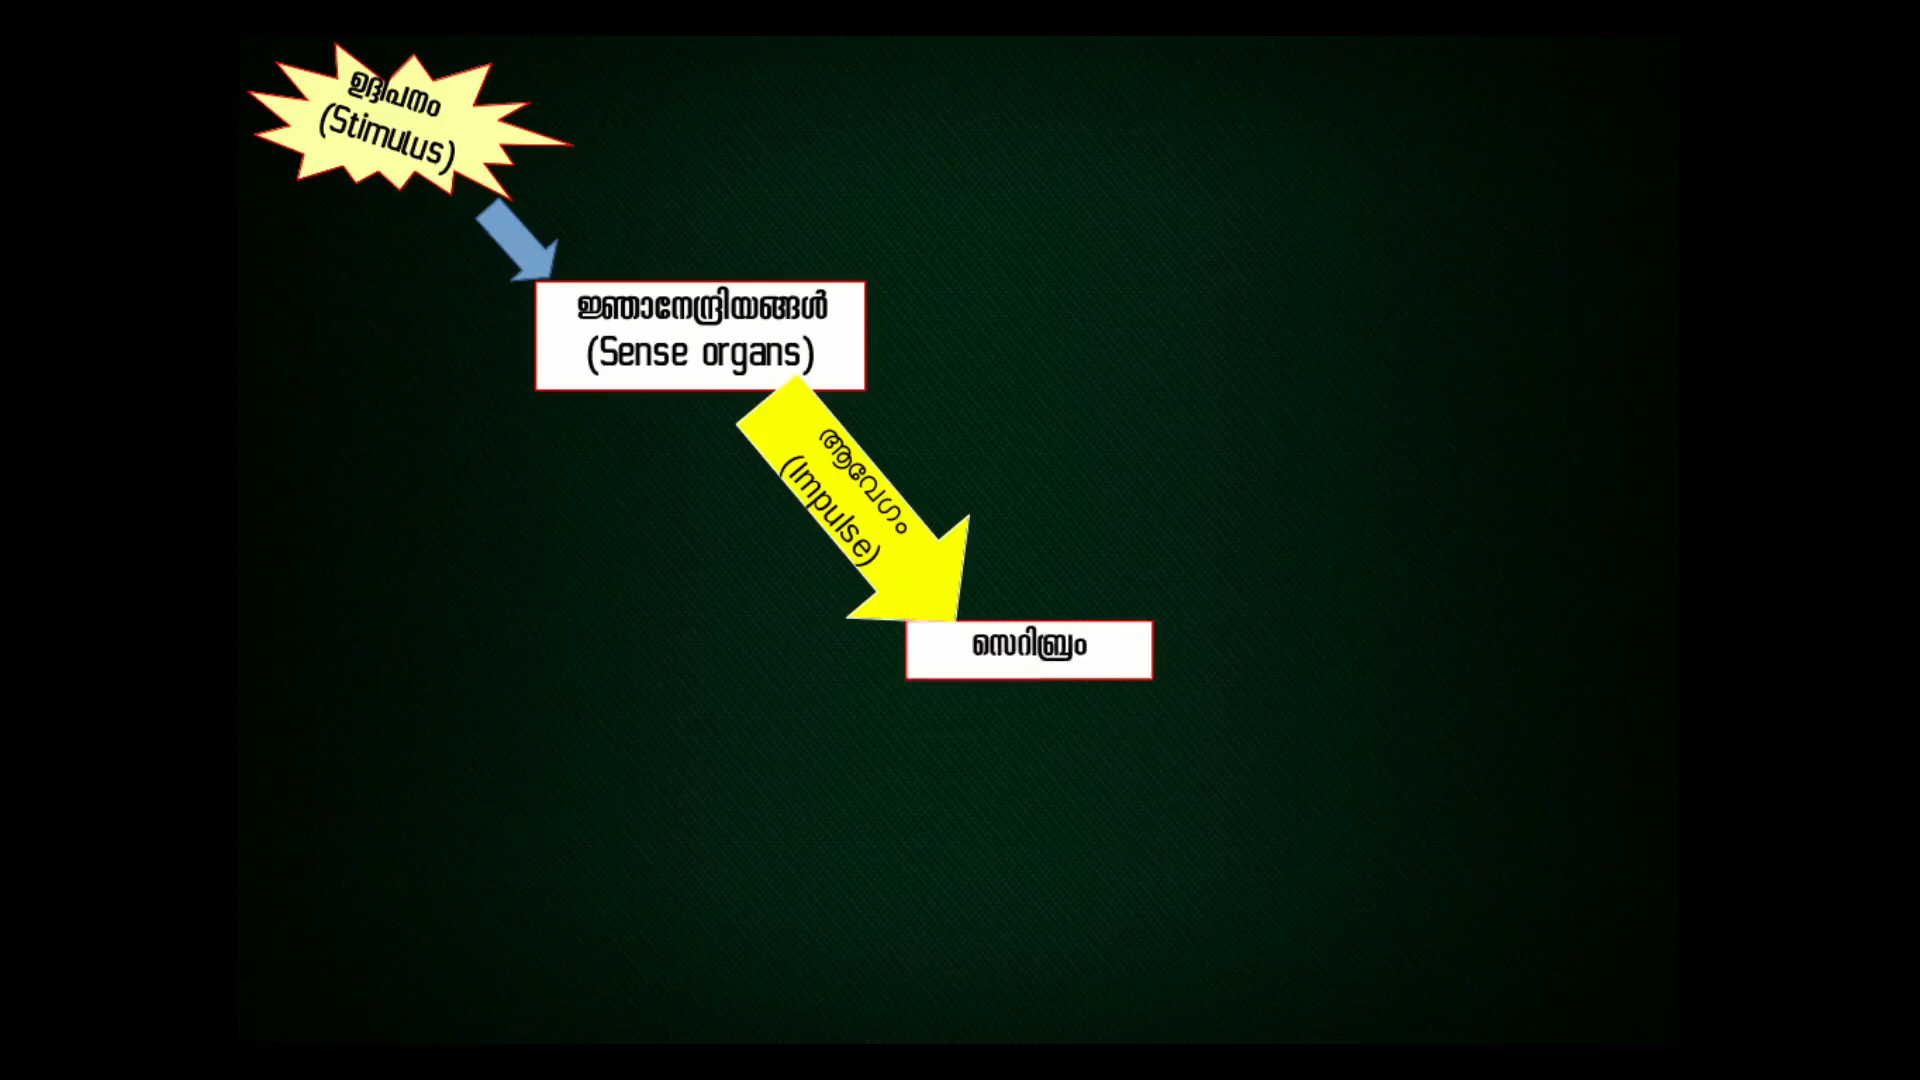 ഉദ്ദീപനം
(Stimulus)
ജ്ഞാനേന്ദ്രിയങ്ങൾ
(Sense organs)
ആവേഗം
(Impulse)
സെറിബ്രം